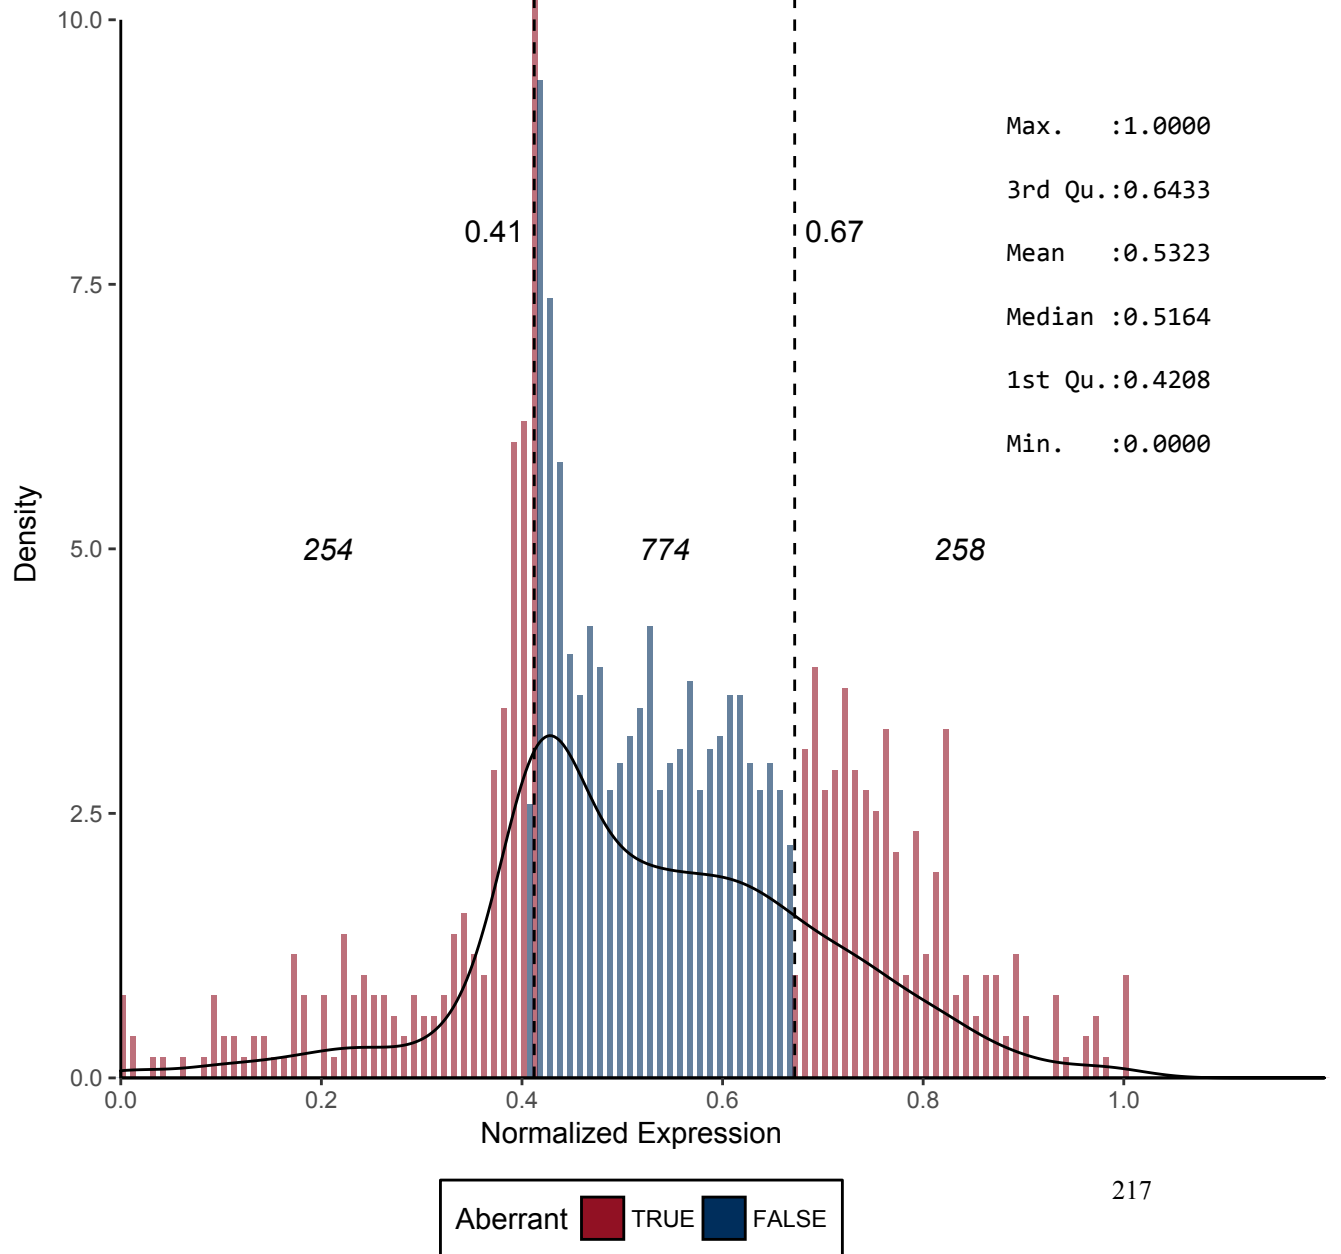 10.0
Max. :1.0000
3rd Qu.:0.6433
0.41
0.67
Mean :0.5323
7.5
Median :0.5164
1st Qu.:0.4208
Min. :0.0000
Density
5.0
254
774
258
2.5
0.0
0.0
0.2
0.4
0.6
0.8
1.0
Normalized Expression
217
Aberrant TRUE FALSE